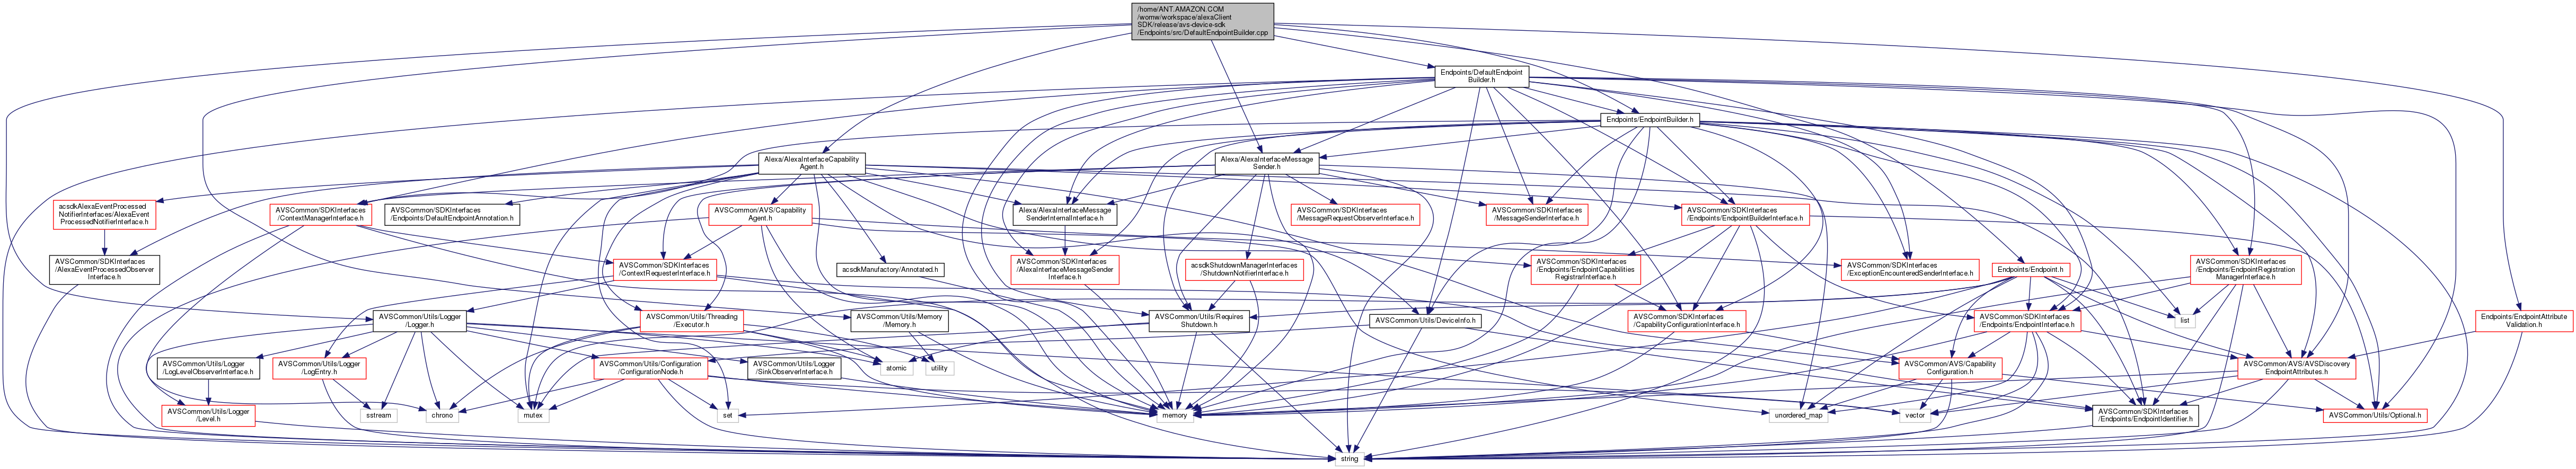 /home/ANT.AMAZON.COM
/womw/workspace/alexaClient
SDK/release/avs-device-sdk
/Endpoints/src/DefaultEndpointBuilder.cpp
Endpoints/DefaultEndpoint
Builder.h
Endpoints/EndpointBuilder.h
Alexa/AlexaInterfaceCapability
Agent.h
Alexa/AlexaInterfaceMessage
Sender.h
acsdkAlexaEventProcessed
NotifierInterfaces/AlexaEvent
ProcessedNotifierInterface.h
AVSCommon/SDKInterfaces
/ContextManagerInterface.h
AVSCommon/SDKInterfaces
/Endpoints/DefaultEndpointAnnotation.h
AVSCommon/AVS/Capability
Agent.h
Alexa/AlexaInterfaceMessage
SenderInternalInterface.h
AVSCommon/SDKInterfaces
/MessageRequestObserverInterface.h
AVSCommon/SDKInterfaces
/MessageSenderInterface.h
AVSCommon/SDKInterfaces
/Endpoints/EndpointBuilderInterface.h
AVSCommon/SDKInterfaces
/AlexaEventProcessedObserver
Interface.h
AVSCommon/SDKInterfaces
/ContextRequesterInterface.h
acsdkManufactory/Annotated.h
AVSCommon/SDKInterfaces
/AlexaInterfaceMessageSender
Interface.h
acsdkShutdownManagerInterfaces
/ShutdownNotifierInterface.h
AVSCommon/SDKInterfaces
/Endpoints/EndpointCapabilities
RegistrarInterface.h
AVSCommon/SDKInterfaces
/ExceptionEncounteredSenderInterface.h
Endpoints/Endpoint.h
AVSCommon/SDKInterfaces
/Endpoints/EndpointRegistration
ManagerInterface.h
AVSCommon/Utils/Logger
/Logger.h
AVSCommon/Utils/Threading
/Executor.h
AVSCommon/Utils/Memory
/Memory.h
AVSCommon/Utils/Requires
Shutdown.h
AVSCommon/Utils/DeviceInfo.h
AVSCommon/SDKInterfaces
/CapabilityConfigurationInterface.h
AVSCommon/SDKInterfaces
/Endpoints/EndpointInterface.h
list
Endpoints/EndpointAttribute
Validation.h
AVSCommon/Utils/Logger
/LogLevelObserverInterface.h
AVSCommon/Utils/Logger
/LogEntry.h
AVSCommon/Utils/Configuration
/ConfigurationNode.h
AVSCommon/Utils/Logger
/SinkObserverInterface.h
atomic
utility
AVSCommon/AVS/Capability
Configuration.h
AVSCommon/AVS/AVSDiscovery
EndpointAttributes.h
AVSCommon/Utils/Logger
/Level.h
sstream
chrono
mutex
set
memory
unordered_map
vector
AVSCommon/SDKInterfaces
/Endpoints/EndpointIdentifier.h
AVSCommon/Utils/Optional.h
string